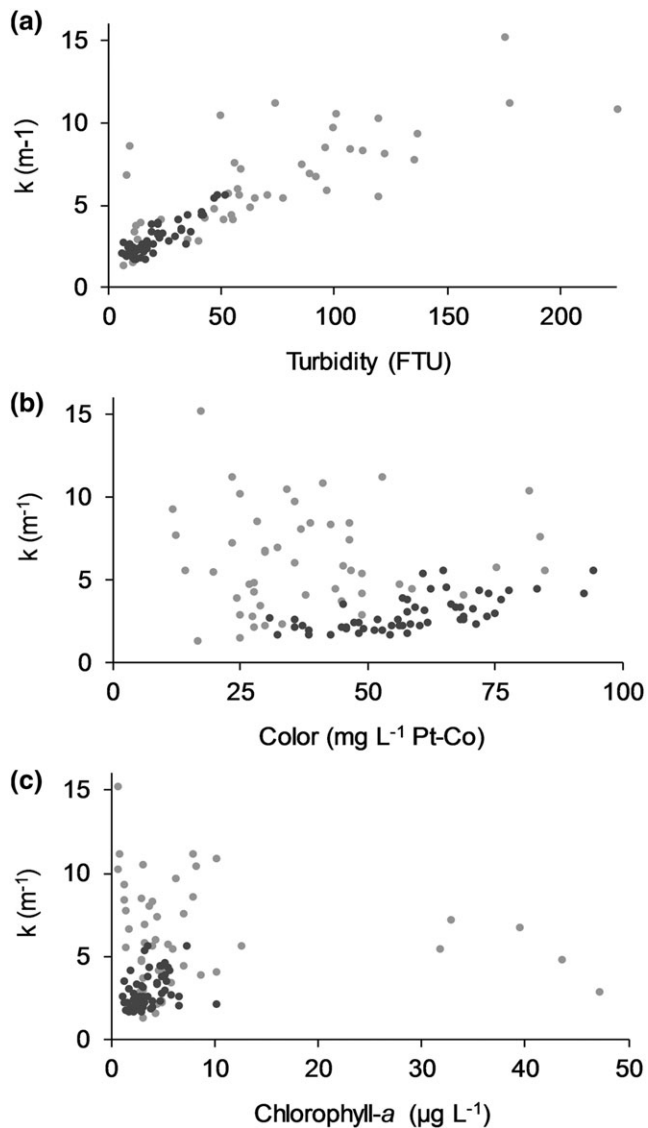 (a)
15
10
5
0
k (m-1)
0 50 100 150 200
Turbidity (FTU)
(b)
15
10
5
0
k (m⁻¹)
0 25 50 75 100
Color (mg L⁻¹ Pt-Co)
(c)
15
10
5
0
k (m⁻¹)
0 10 20 30 40 50
Chlorophyll-a (µg L⁻¹)